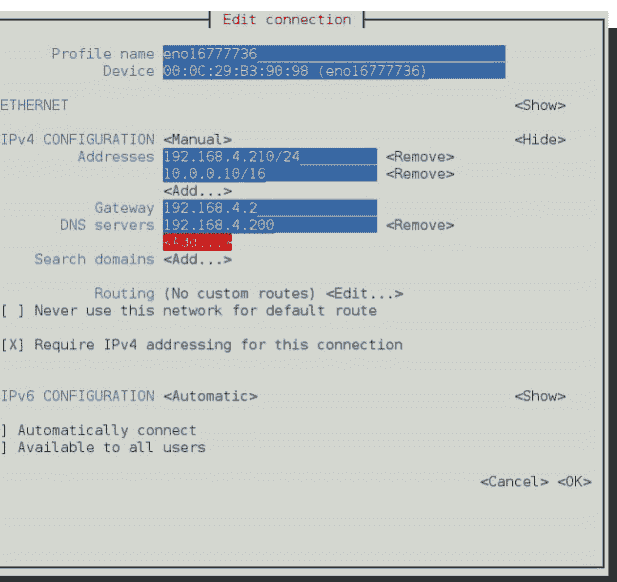 Edit connection
Profile name eno16777736
Device 00:0C:29:B3:90:98 (eno16777736)
ETHERNET <Show>
IPv4 CONFIGURATION <Manual> <Hide>
Addresses 192.168.4.210/24 <Remove>
10.0.0.10/16 <Remove>
<Add...>
Gateway 192.168.4.2
DNS servers 192.168.4.200 <Remove>
<Add...>
Search domains <Add...>
Routing (No custom routes) <Edit...>
[ ] Never use this network for default route
[X] Require IPv4 addressing for this connection
IPv6 CONFIGURATION <Automatic> <Show>
] Automatically connect
] Available to all users
<Cancel> <OK>